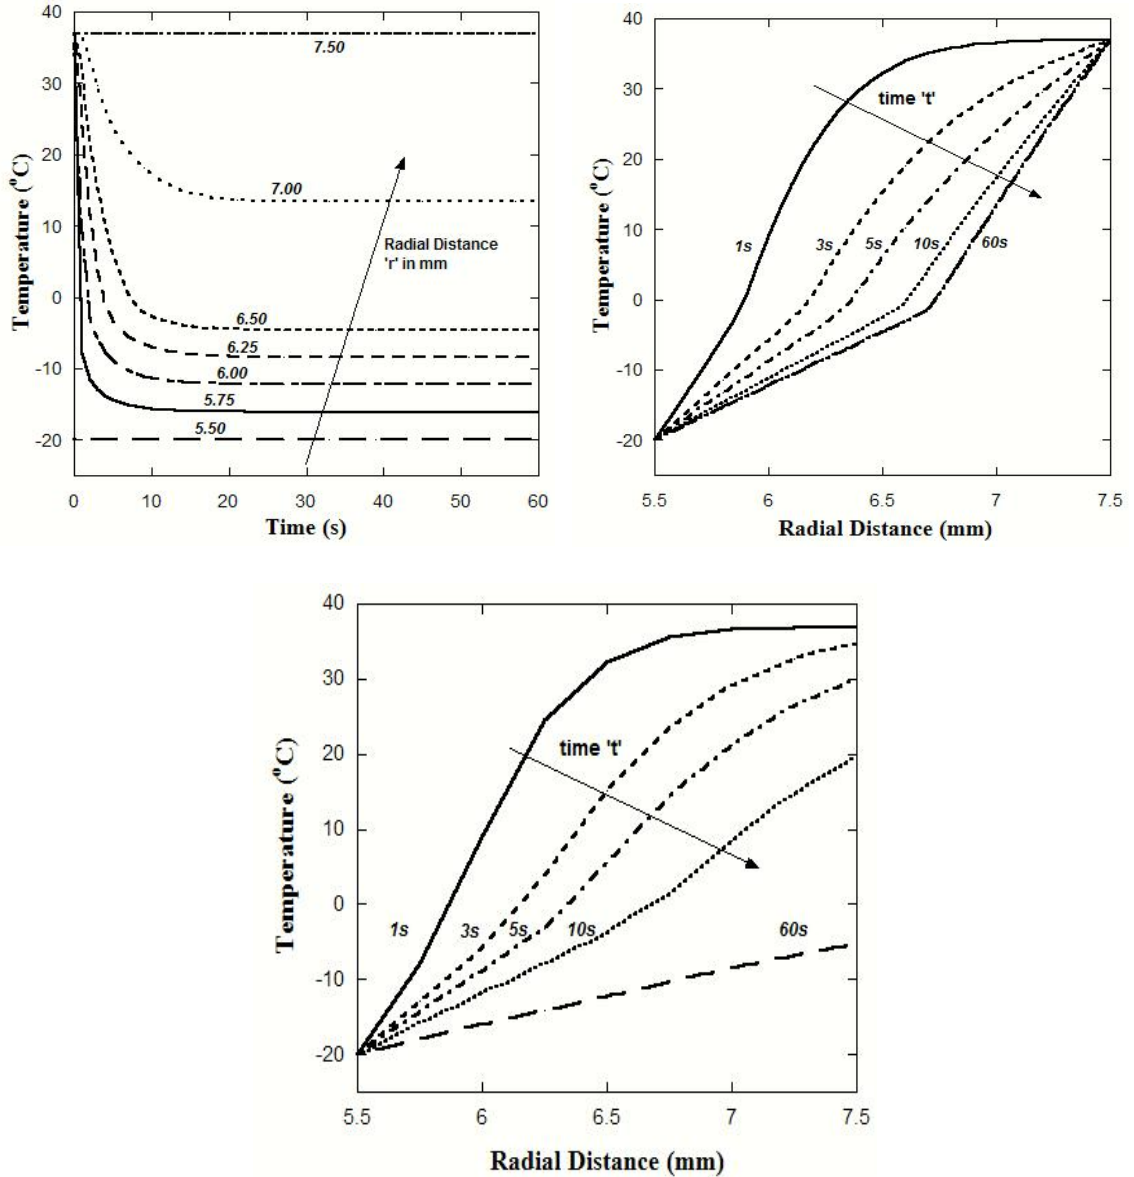 40
30
20
10
0
-10
-20
Temperature (°C)
7.50
7.00
Radial Distance
'r' in mm
6.50
6.25
6.00
5.75
5.50
0
10
20
30
40
50
60
Time (s)
40
30
20
10
0
-10
-20
Temperature (°C)
time 't'
1s
3s
5s
10s
60s
5.5
6
6.5
7
7.5
Radial Distance (mm)
40
30
20
10
0
-10
-20
Temperature (°C)
time 't'
1s
3s
5s
10s
60s
5.5
6
6.5
7
7.5
Radial Distance (mm)